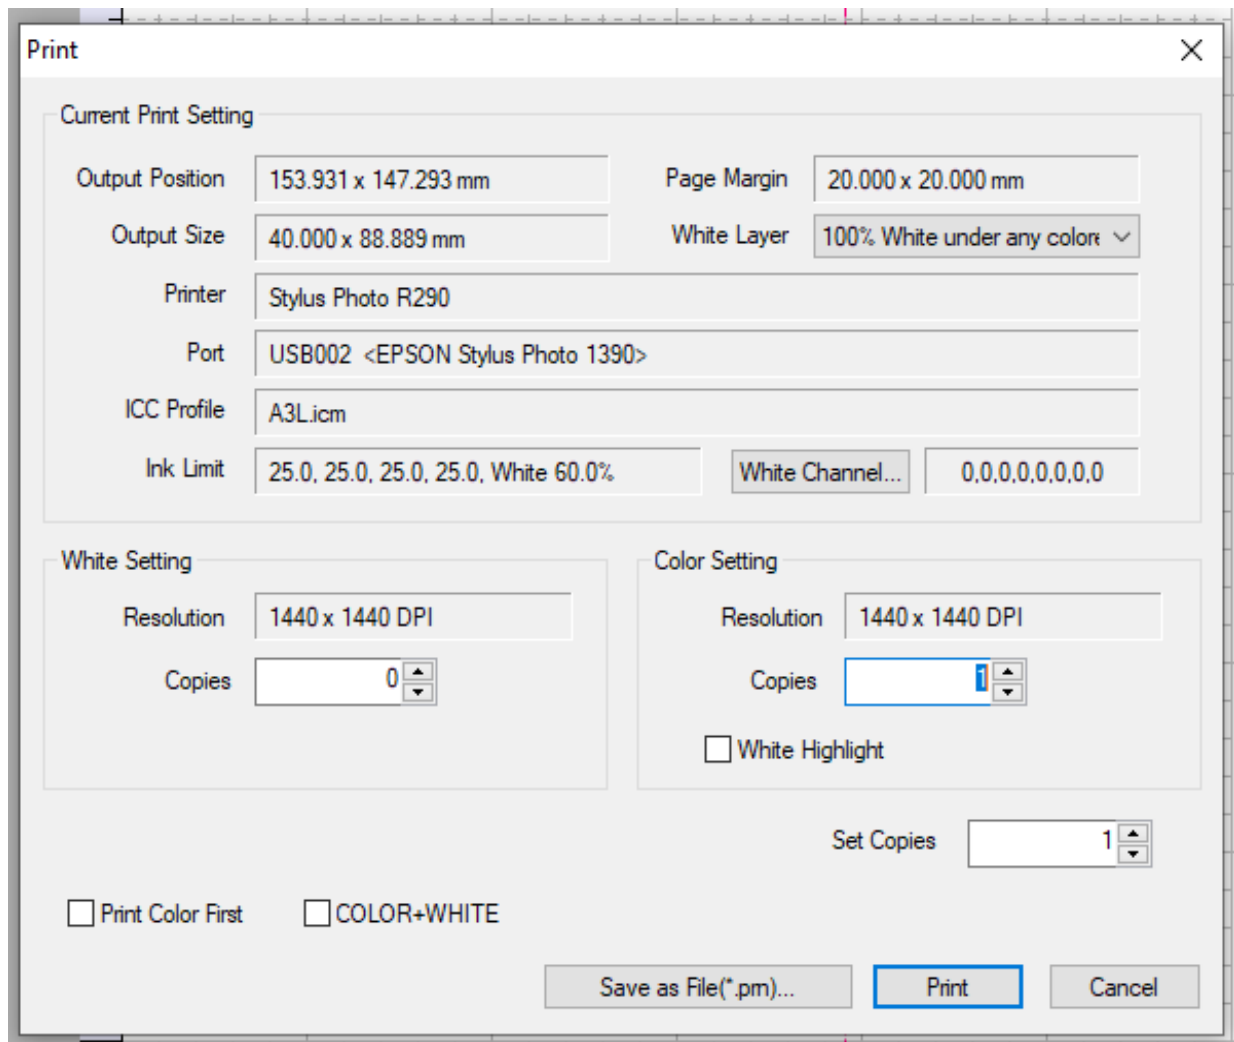 Print
Current Print Setting
Output Position 153.931 x 147.293 mm Page Margin 20.000 x 20.000 mm
Output Size 40.000 x 88.889 mm White Layer 100% White under any colore
Printer Stylus Photo R290
Port USB002 <EPSON Stylus Photo 1390>
ICC Profile A3L.icm
Ink Limit 25.0, 25.0, 25.0, 25.0, White 60.0% White Channel... 0,0,0,0,0,0,0,0
White Setting Color Setting
Resolution 1440 x 1440 DPI Resolution 1440 x 1440 DPI
Copies 0 Copies 1
White Highlight
Set Copies 1
Print Color First COLOR+WHITE
Save as File(*.prn)... Print Cancel